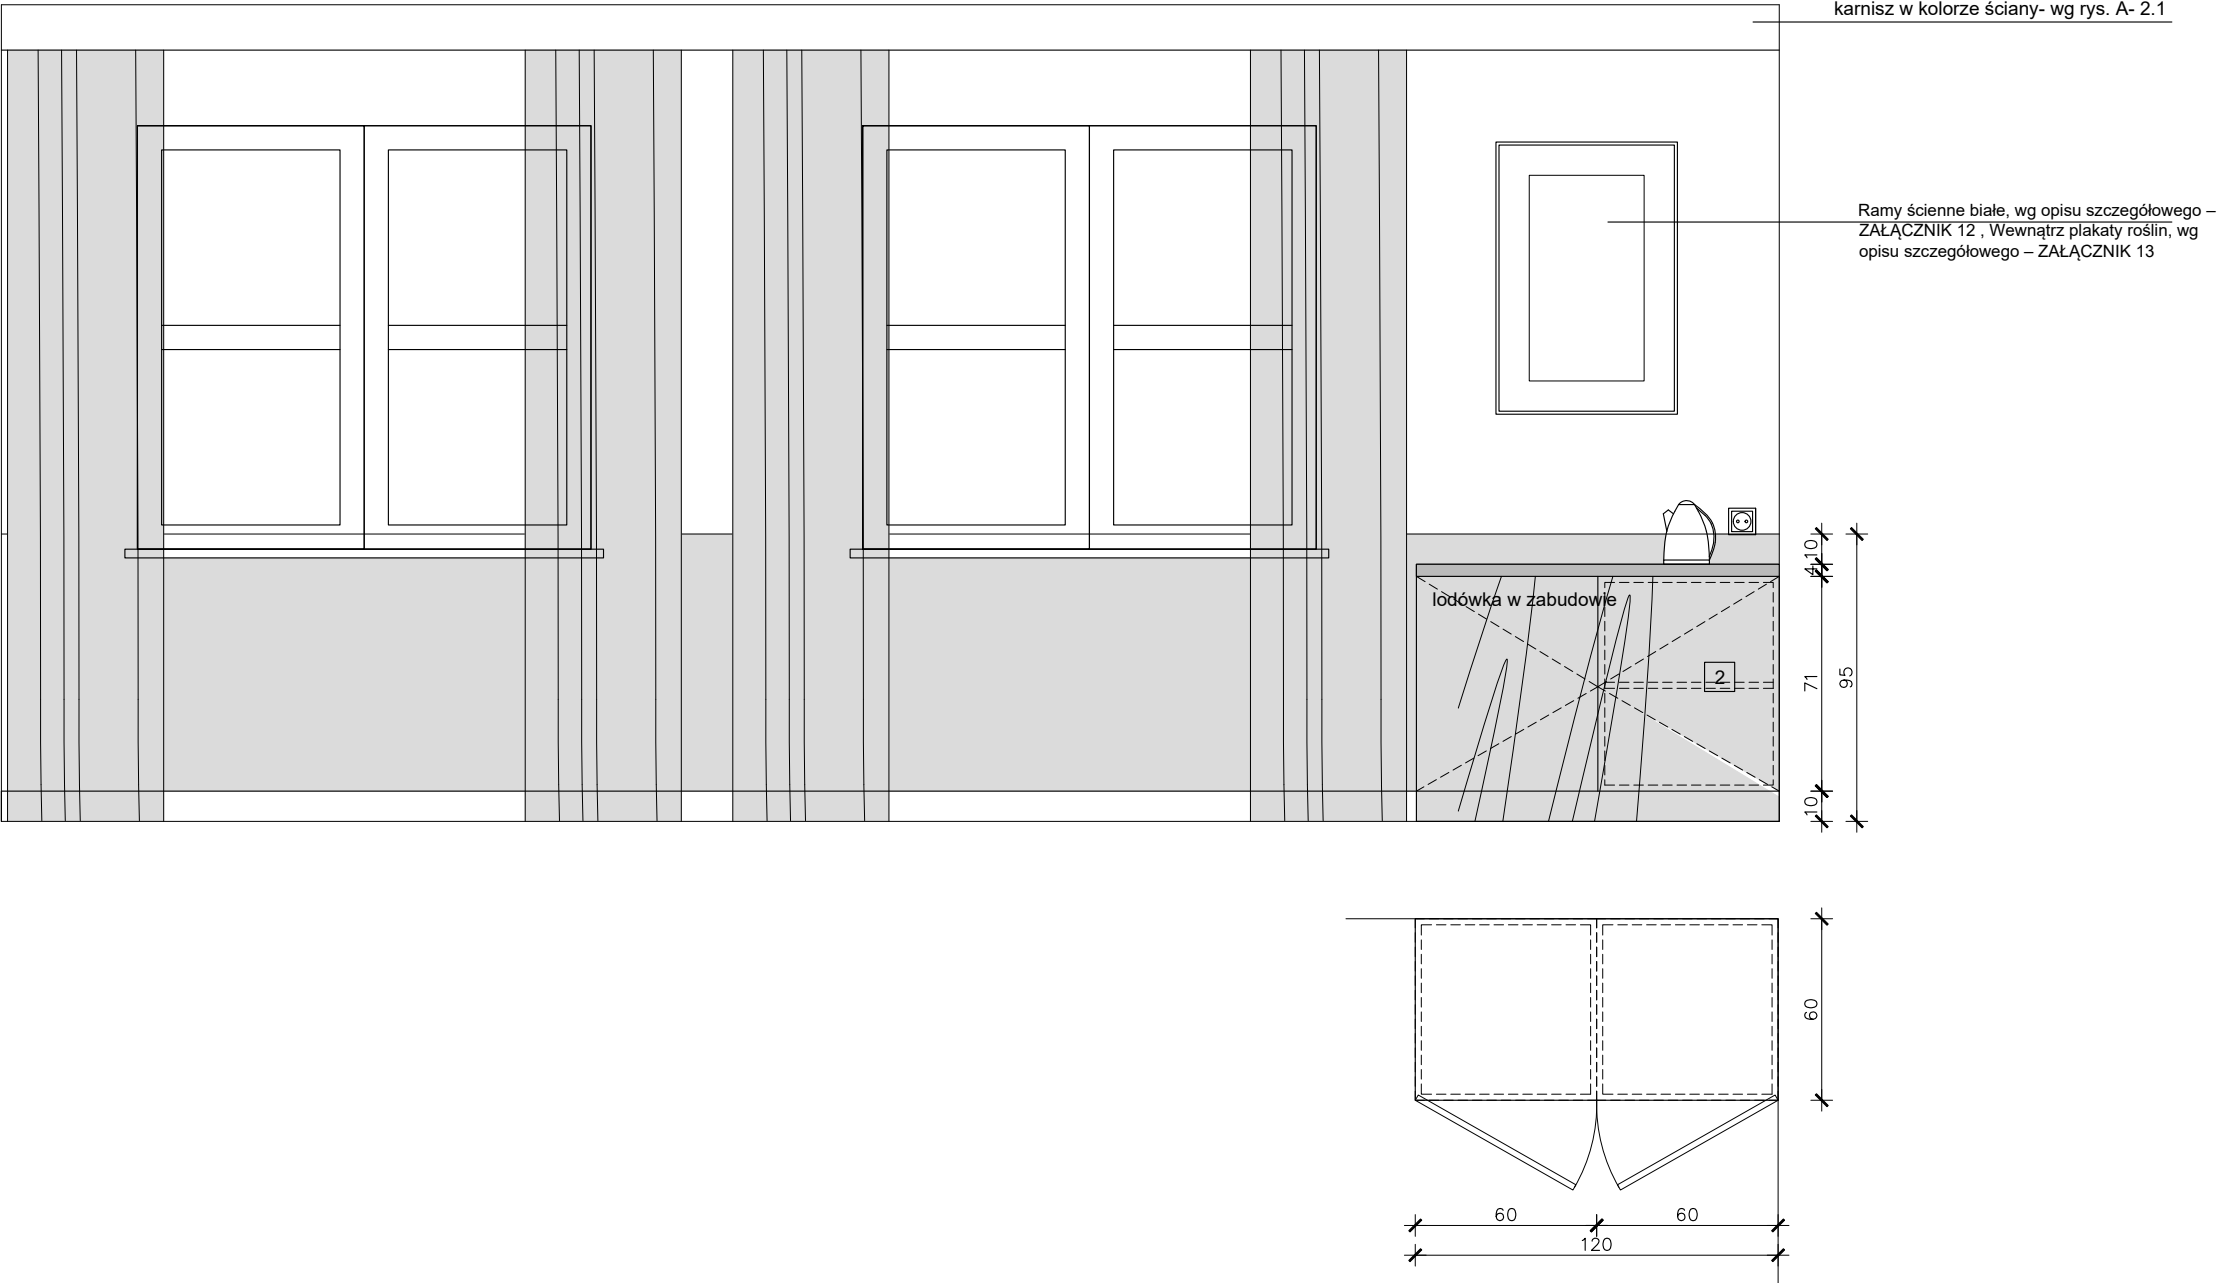 karnisz w kolorze ściany- wg rys. A- 2.1
Ramy ścienne białe, wg opisu szczegółowego –
ZAŁĄCZNIK 12 , Wewnątrz plakaty roślin, wg
opisu szczegółowego – ZAŁĄCZNIK 13
lodówka w zabudowie
2
10
4
71
10
95
60
60
60
120